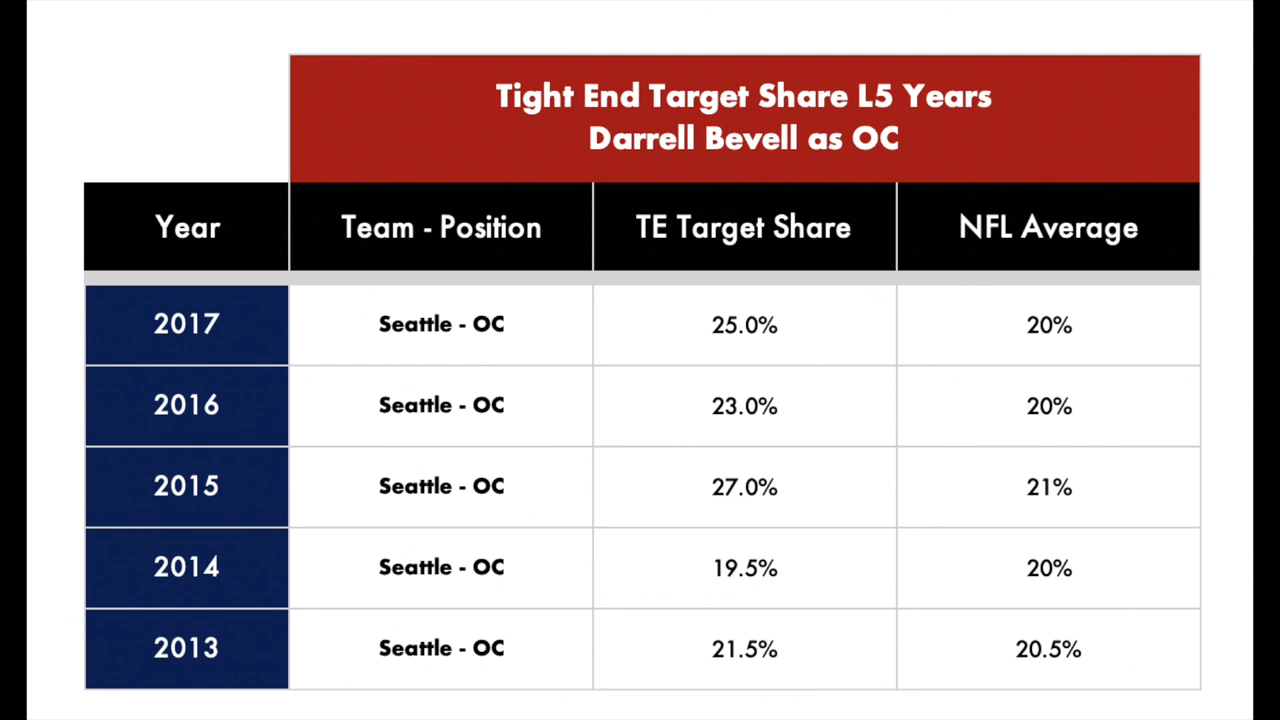 Tight End Target Share L5 Years
Darrell Bevell as OC
Year Team - Position TE Target Share NFL Average
2017 Seattle - OC 25.0% 20%
2016 Seattle - OC 23.0% 20%
2015 Seattle - OC 27.0% 21%
2014 Seattle - OC 19.5% 20%
2013 Seattle - OC 21.5% 20.5%